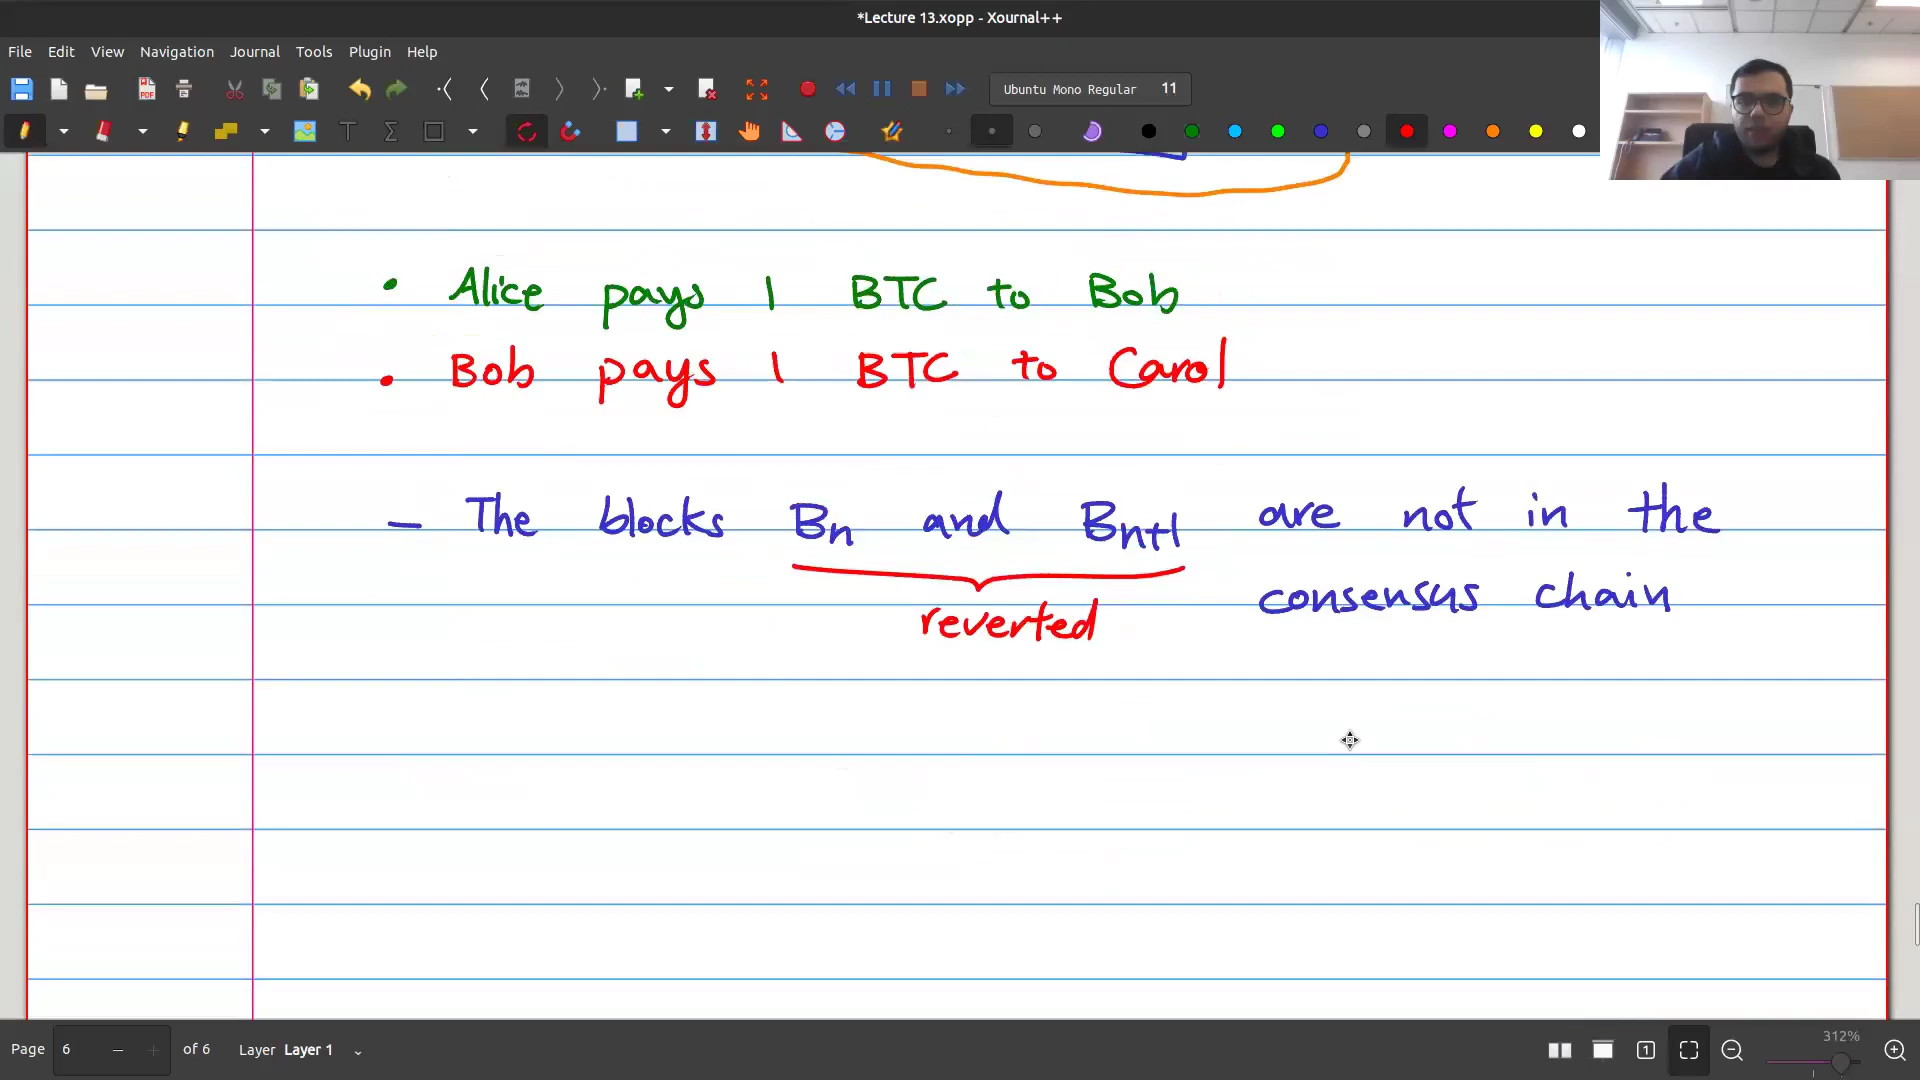 *Lecture 13.xopp - Xournal++
File Edit View Navigation Journal Tools Plugin Help
PDF
Ubuntu Mono Regular 11
• Alice pays 1 BTC to Bob
• Bob pays 1 BTC to Carol
– The blocks Bn and Bn+1 are not in the
reverted
consensus chain
Page 6 of 6 Layer Layer 1
1
312%